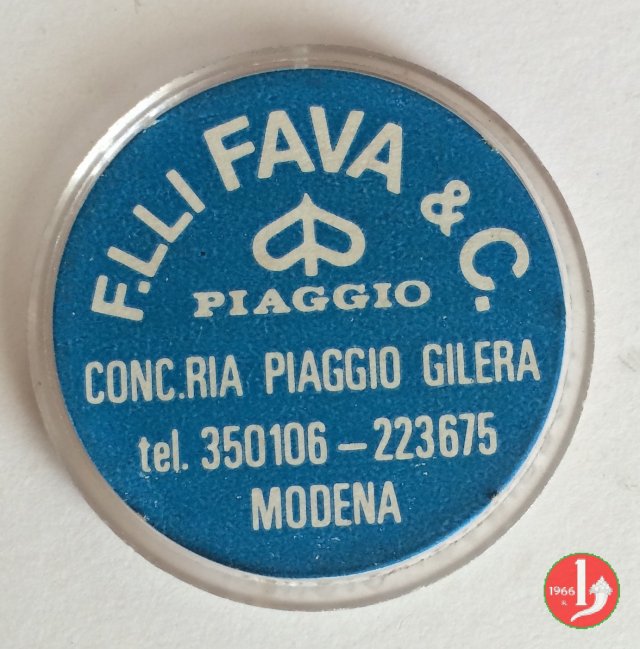 F.LLI FAVA & C.
PIAGGIO
CONC.RIA PIAGGIO GILERA
tel. 350106 – 223675
MODENA
1966
R